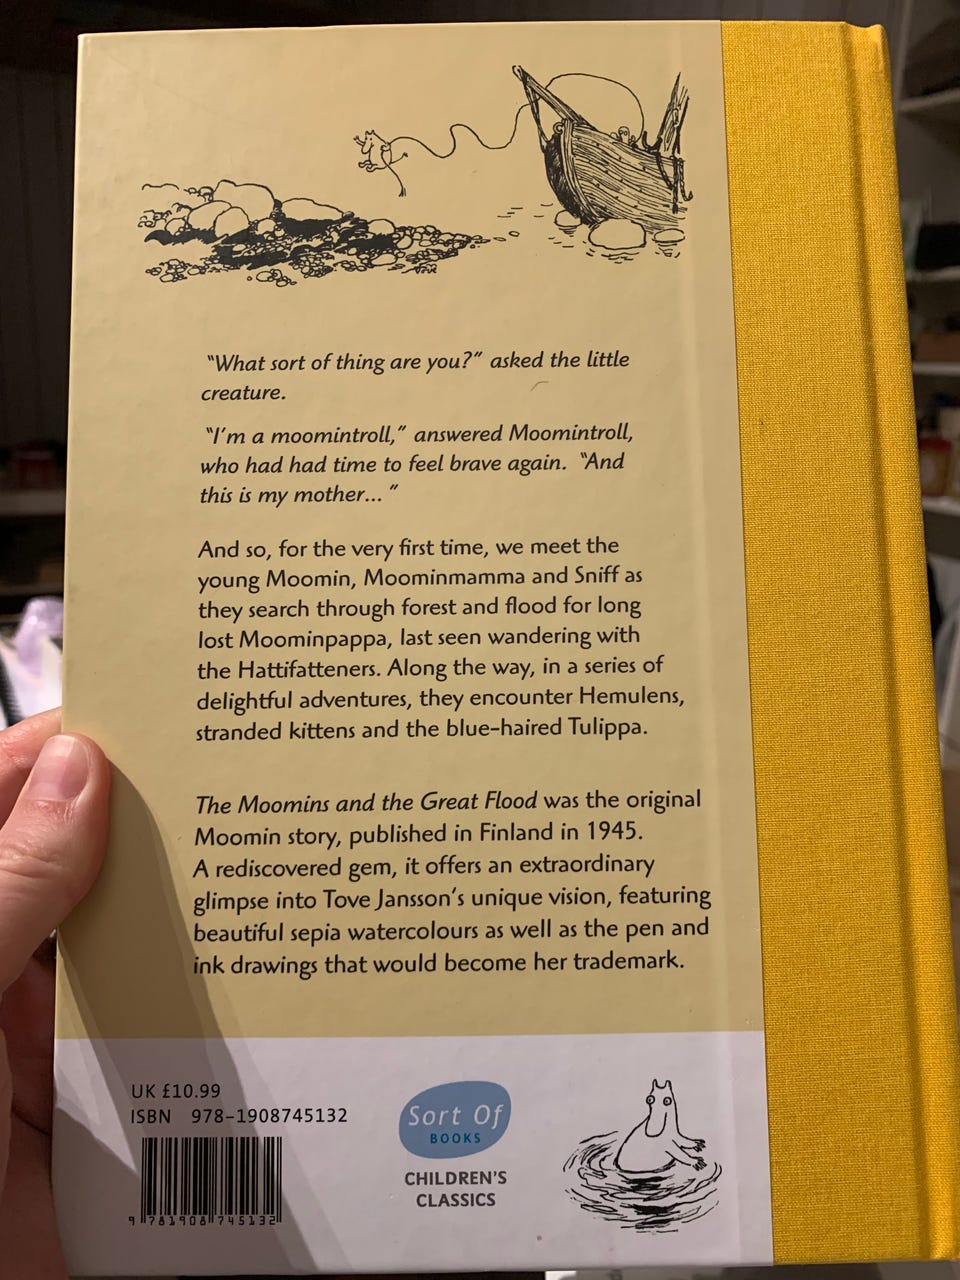 “What sort of thing are you?” asked the little
creature.
“I’m a moomintroll,” answered Moomintroll,
who had had time to feel brave again. “And
this is my mother... ”
And so, for the very first time, we meet the
young Moomin, Moominmamma and Sniff as
they search through forest and flood for long
lost Moominpappa, last seen wandering with
the Hattifatteners. Along the way, in a series of
delightful adventures, they encounter Hemulens,
stranded kittens and the blue-haired Tulippa.
The Moomins and the Great Flood was the original
Moomin story, published in Finland in 1945.
A rediscovered gem, it offers an extraordinary
glimpse into Tove Jansson’s unique vision, featuring
beautiful sepia watercolours as well as the pen and
ink drawings that would become her trademark.
UK £10.99
ISBN 978-1908745132
9 781908 745132
Sort Of
BOOKS
CHILDREN’S
CLASSICS